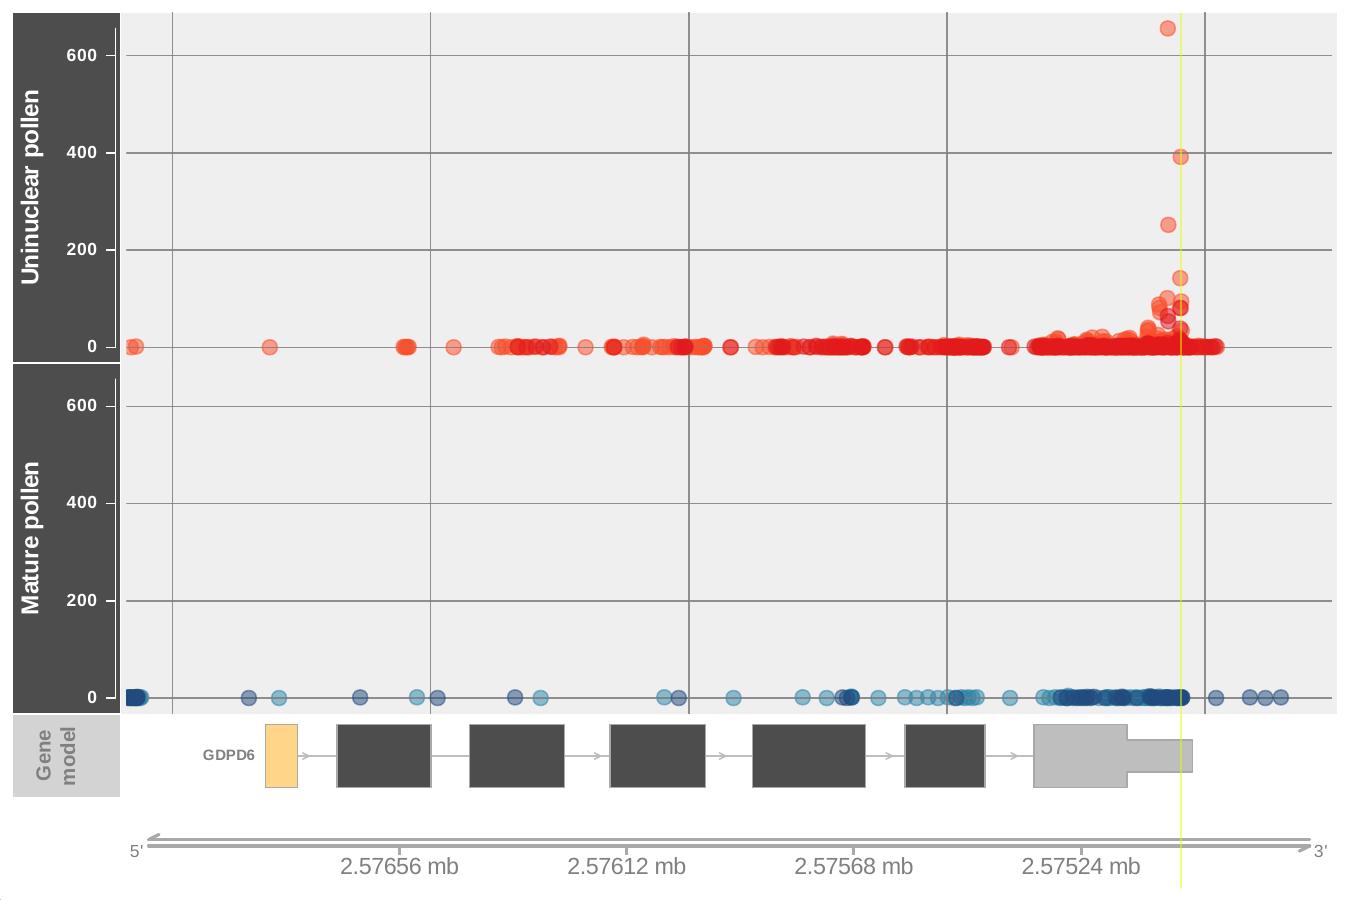 Uninuclear pollen
600
400
200
0
Mature pollen
600
400
200
0
Gene
model
GDPD6
5'
3'
2.57656 mb
2.57612 mb
2.57568 mb
2.57524 mb